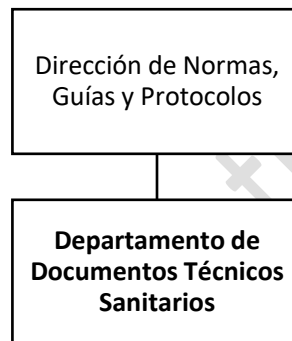 Dirección de Normas,
Guías y Protocolos
Departamento de
Documentos Técnicos
Sanitarios